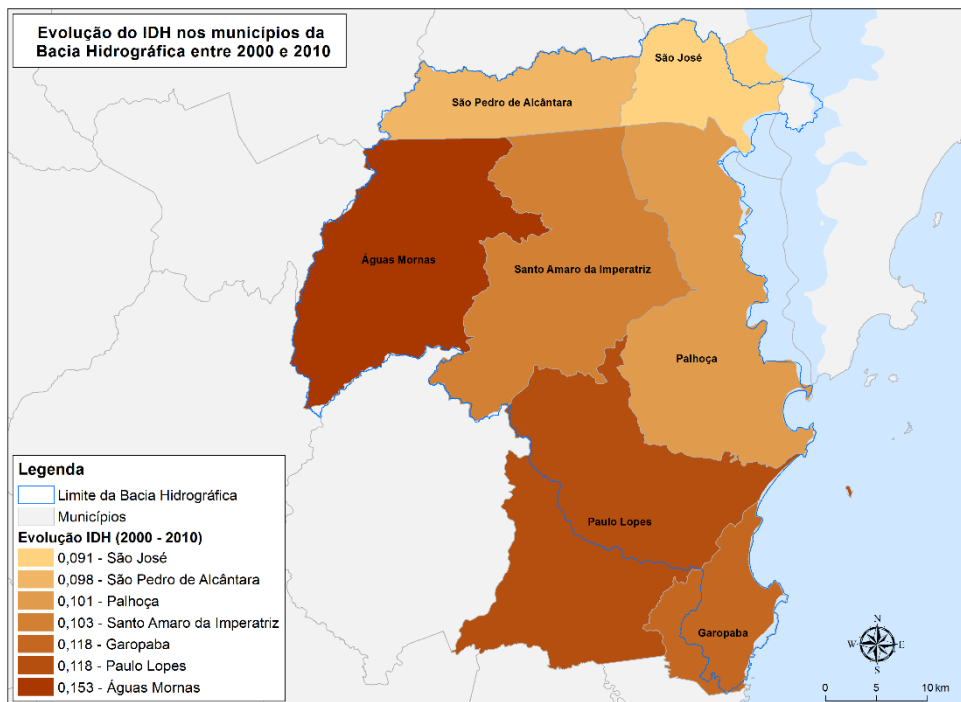 Evolução do IDH nos municípios da
Bacia Hidrográfica entre 2000 e 2010
São José
São Pedro de Alcântara
Águas Mornas
Santo Amaro da Imperatriz
Palhoça
Paulo Lopes
Garopaba
Legenda
Limite da Bacia Hidrográfica
Municípios
Evolução IDH (2000 - 2010)
0,091 - São José
0,098 - São Pedro de Alcântara
0,101 - Palhoça
0,103 - Santo Amaro da Imperatriz
0,118 - Garopaba
0,118 - Paulo Lopes
0,153 - Águas Mornas
N
W E
S
0 5 10 km